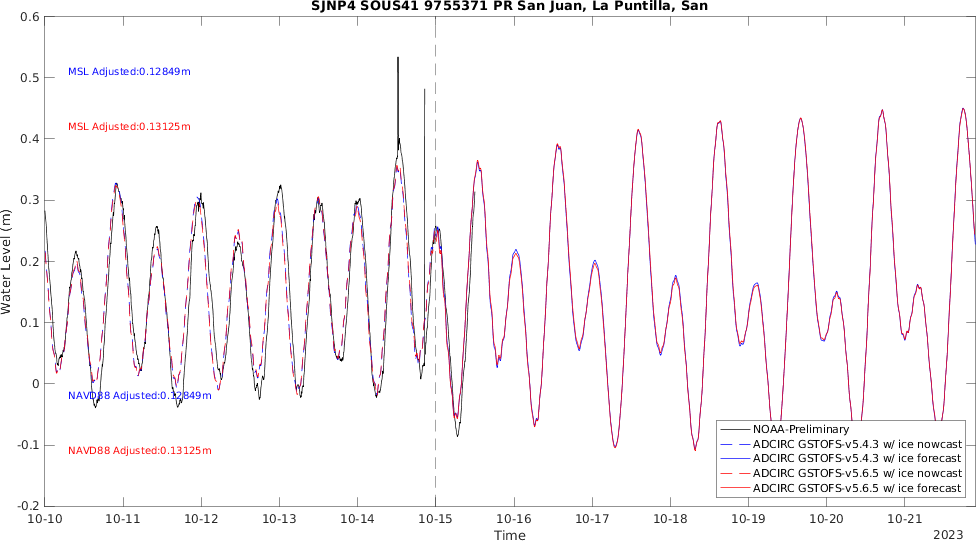 SJNP4 SOUS41 9755371 PR San Juan, La Puntilla, San
0.6
0.5
0.4
0.3
0.2
0.1
0
-0.1
-0.2
Water Level (m)
MSL Adjusted:0.12849m
MSL Adjusted:0.13125m
NAVD88 Adjusted:0.12849m
NAVD88 Adjusted:0.13125m
NOAA-Preliminary
ADCIRC GSTOFS-v5.4.3 w/ ice nowcast
ADCIRC GSTOFS-v5.4.3 w/ ice forecast
ADCIRC GSTOFS-v5.6.5 w/ ice nowcast
ADCIRC GSTOFS-v5.6.5 w/ ice forecast
10-10 10-11 10-12 10-13 10-14 10-15 10-16 10-17 10-18 10-19 10-20 10-21
Time
2023